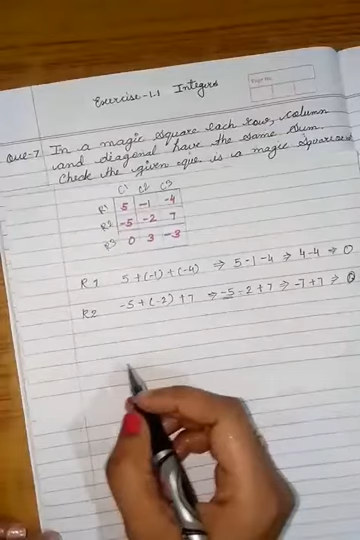 Page No.
Exercise-1.1 Integers
Que-7 In a magic square each row, column
and diagonal have the same sum.
Check the given que is a magic square
C1 C2 C3
R1 5 -1 -4
R2 -5 -2 7
R3 0 3 -3
R1 5+(-1)+(-4) ⇒ 5-1-4 ⇒ 4-4 ⇒ 0
R2 -5+(-2)+7 ⇒ -5-2+7 ⇒ -7+7 ⇒ 0